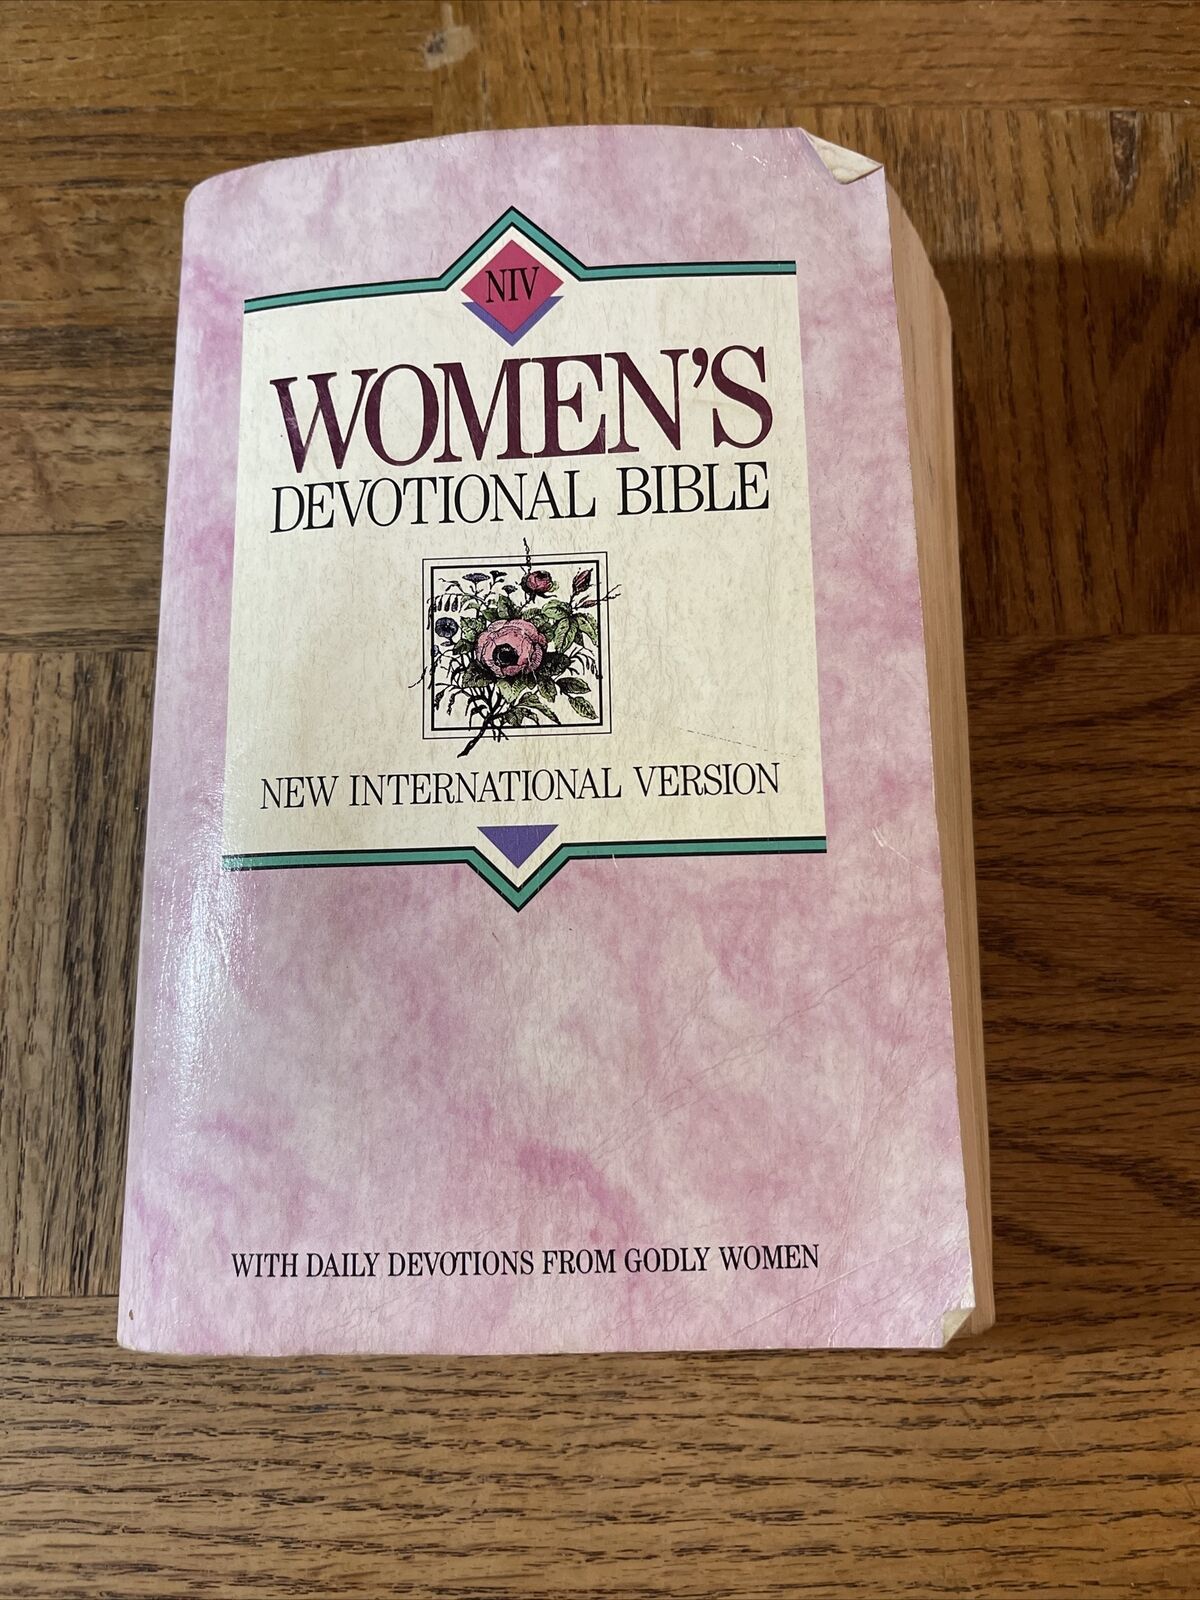 NIV
WOMEN'S
DEVOTIONAL BIBLE
NEW INTERNATIONAL VERSION
WITH DAILY DEVOTIONS FROM GODLY WOMEN